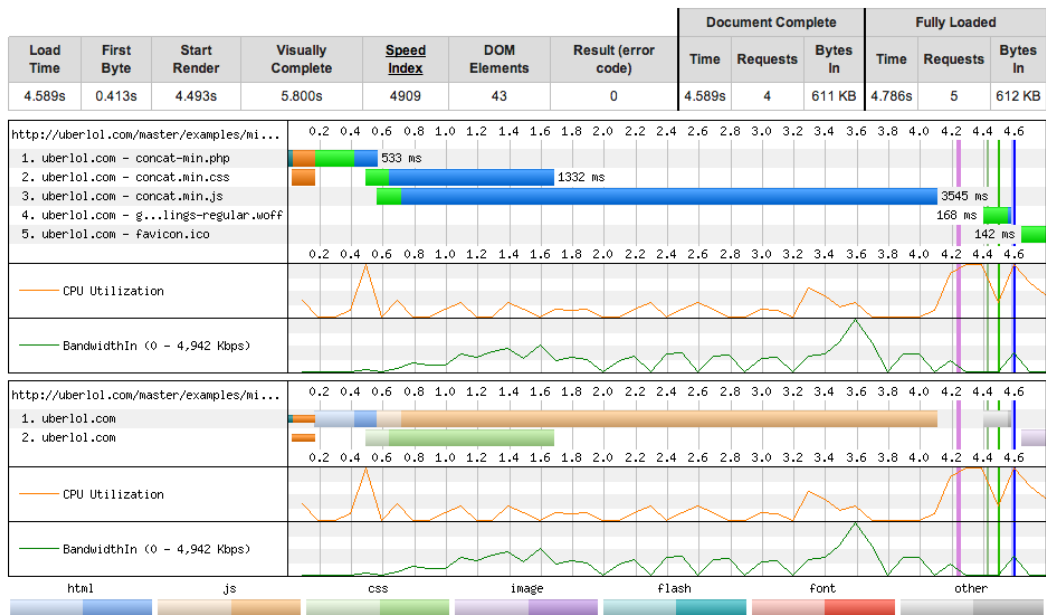 Document Complete Fully Loaded
Load Time First Byte Start Render Visually Complete Speed Index DOM Elements Result (error code) Time Requests Bytes In Time Requests Bytes In
4.589s 0.413s 4.493s 5.800s 4909 43 0 4.589s 4 611 KB 4.786s 5 612 KB
http://uberlol.com/master/examples/mi... 0.2 0.4 0.6 0.8 1.0 1.2 1.4 1.6 1.8 2.0 2.2 2.4 2.6 2.8 3.0 3.2 3.4 3.6 3.8 4.0 4.2 4.4 4.6
1. uberlol.com - concat-min.php 533 ms
2. uberlol.com - concat.min.css 1332 ms
3. uberlol.com - concat.min.js 3545 ms
4. uberlol.com - g...lings-regular.woff 168 ms
5. uberlol.com - favicon.ico 142 ms
0.2 0.4 0.6 0.8 1.0 1.2 1.4 1.6 1.8 2.0 2.2 2.4 2.6 2.8 3.0 3.2 3.4 3.6 3.8 4.0 4.2 4.4 4.6
CPU Utilization
BandwidthIn (0 - 4,942 Kbps)
http://uberlol.com/master/examples/mi... 0.2 0.4 0.6 0.8 1.0 1.2 1.4 1.6 1.8 2.0 2.2 2.4 2.6 2.8 3.0 3.2 3.4 3.6 3.8 4.0 4.2 4.4 4.6
1. uberlol.com
2. uberlol.com
0.2 0.4 0.6 0.8 1.0 1.2 1.4 1.6 1.8 2.0 2.2 2.4 2.6 2.8 3.0 3.2 3.4 3.6 3.8 4.0 4.2 4.4 4.6
CPU Utilization
BandwidthIn (0 - 4,942 Kbps)
html js css image flash font other